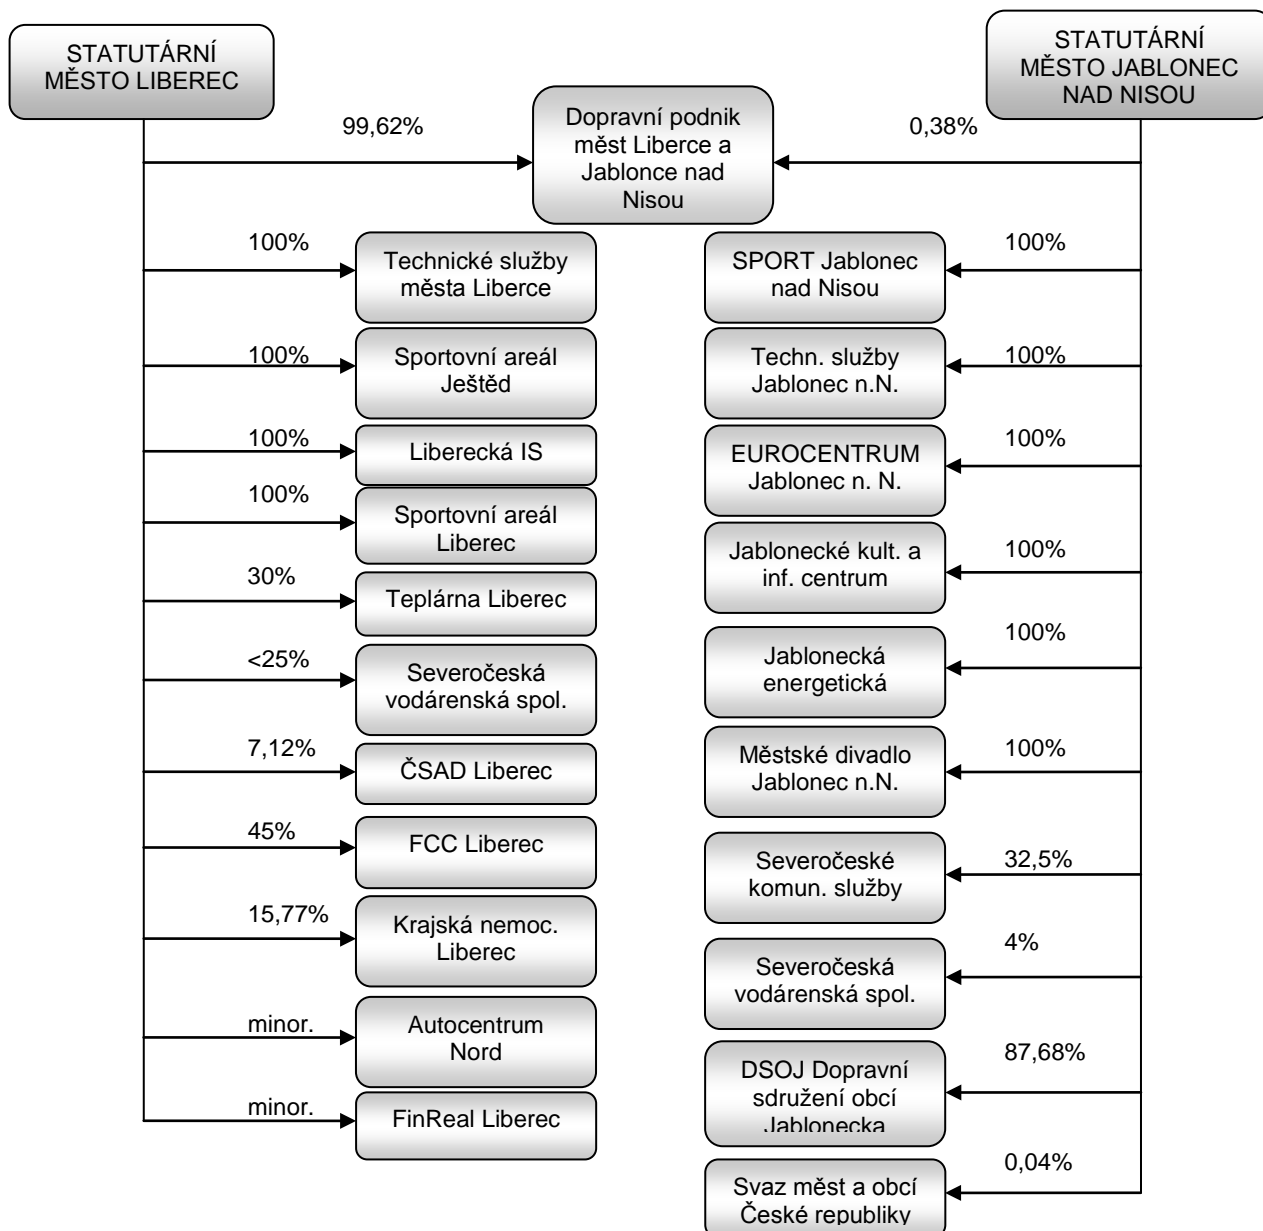 STATUTÁRNÍ
MĚSTO LIBEREC
STATUTÁRNÍ
MĚSTO JABLONEC
NAD NISOU
99,62%
Dopravní podnik
měst Liberce a
Jablonce nad
Nisou
0,38%
100%
Technické služby
města Liberce
100%
Sportovní areál
Ještěd
100%
Liberecká IS
100%
Sportovní areál
Liberec
30%
Teplárna Liberec
<25%
Severočeská
vodárenská spol.
7,12%
ČSAD Liberec
45%
FCC Liberec
15,77%
Krajská nemoc.
Liberec
minor.
Autocentrum
Nord
minor.
FinReal Liberec
SPORT Jablonec
nad Nisou
100%
Techn. služby
Jablonec n.N.
100%
EUROCENTRUM
Jablonec n. N.
100%
Jablonecké kult. a
inf. centrum
100%
Jablonecká
energetická
100%
Městské divadlo
Jablonec n.N.
100%
Severočeské
komun. služby
32,5%
Severočeská
vodárenská spol.
4%
DSOJ Dopravní
sdružení obcí
Jablonecka
87,68%
Svaz měst a obcí
České republiky
0,04%